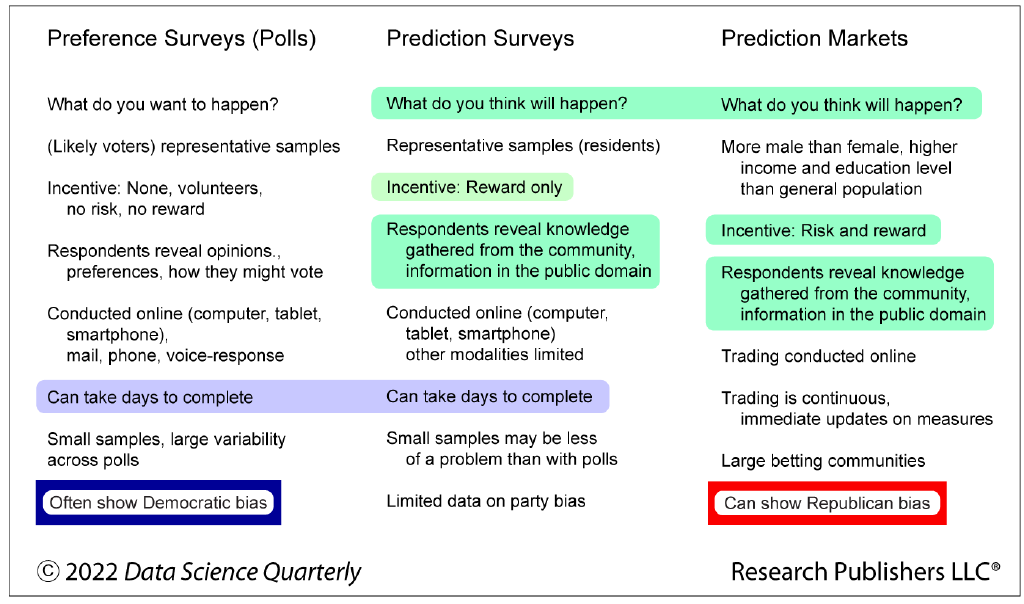 Preference Surveys (Polls)
What do you want to happen?
(Likely voters) representative samples
Incentive: None, volunteers,
no risk, no reward
Respondents reveal opinions.,
preferences, how they might vote
Conducted online (computer, tablet,
smartphone),
mail, phone, voice-response
Can take days to complete
Small samples, large variability
across polls
Often show Democratic bias
Prediction Surveys
What do you think will happen?
Representative samples (residents)
Incentive: Reward only
Respondents reveal knowledge
gathered from the community,
information in the public domain
Conducted online (computer,
tablet, smartphone)
other modalities limited
Can take days to complete
Small samples may be less
of a problem than with polls
Limited data on party bias
Prediction Markets
What do you think will happen?
More male than female, higher
income and education level
than general population
Incentive: Risk and reward
Respondents reveal knowledge
gathered from the community,
information in the public domain
Trading conducted online
Trading is continuous,
immediate updates on measures
Large betting communities
Can show Republican bias
© 2022 Data Science Quarterly
Research Publishers LLC®